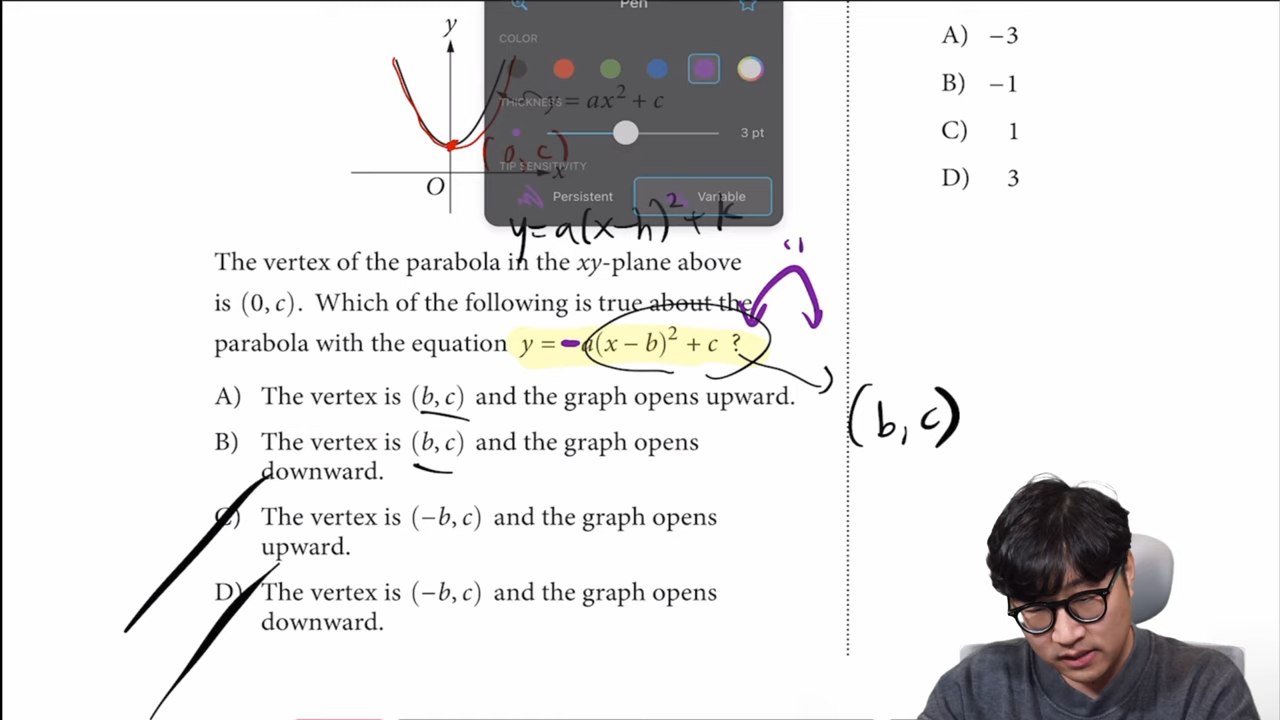 Pen
COLOR
y
THICKNESS
y = ax² + c
3 pt
(0, c)
TIP SENSITIVITY
x
O
Persistent
Variable
y=a(x-h)²+k
The vertex of the parabola in the xy-plane above
is (0, c). Which of the following is true about the
parabola with the equation y = -a(x − b)² + c ?
A) The vertex is (b, c) and the graph opens upward.
B) The vertex is (b, c) and the graph opens
downward.
C) The vertex is (−b, c) and the graph opens
upward.
D) The vertex is (−b, c) and the graph opens
downward.
(b, c)
A) −3
B) −1
C) 1
D) 3